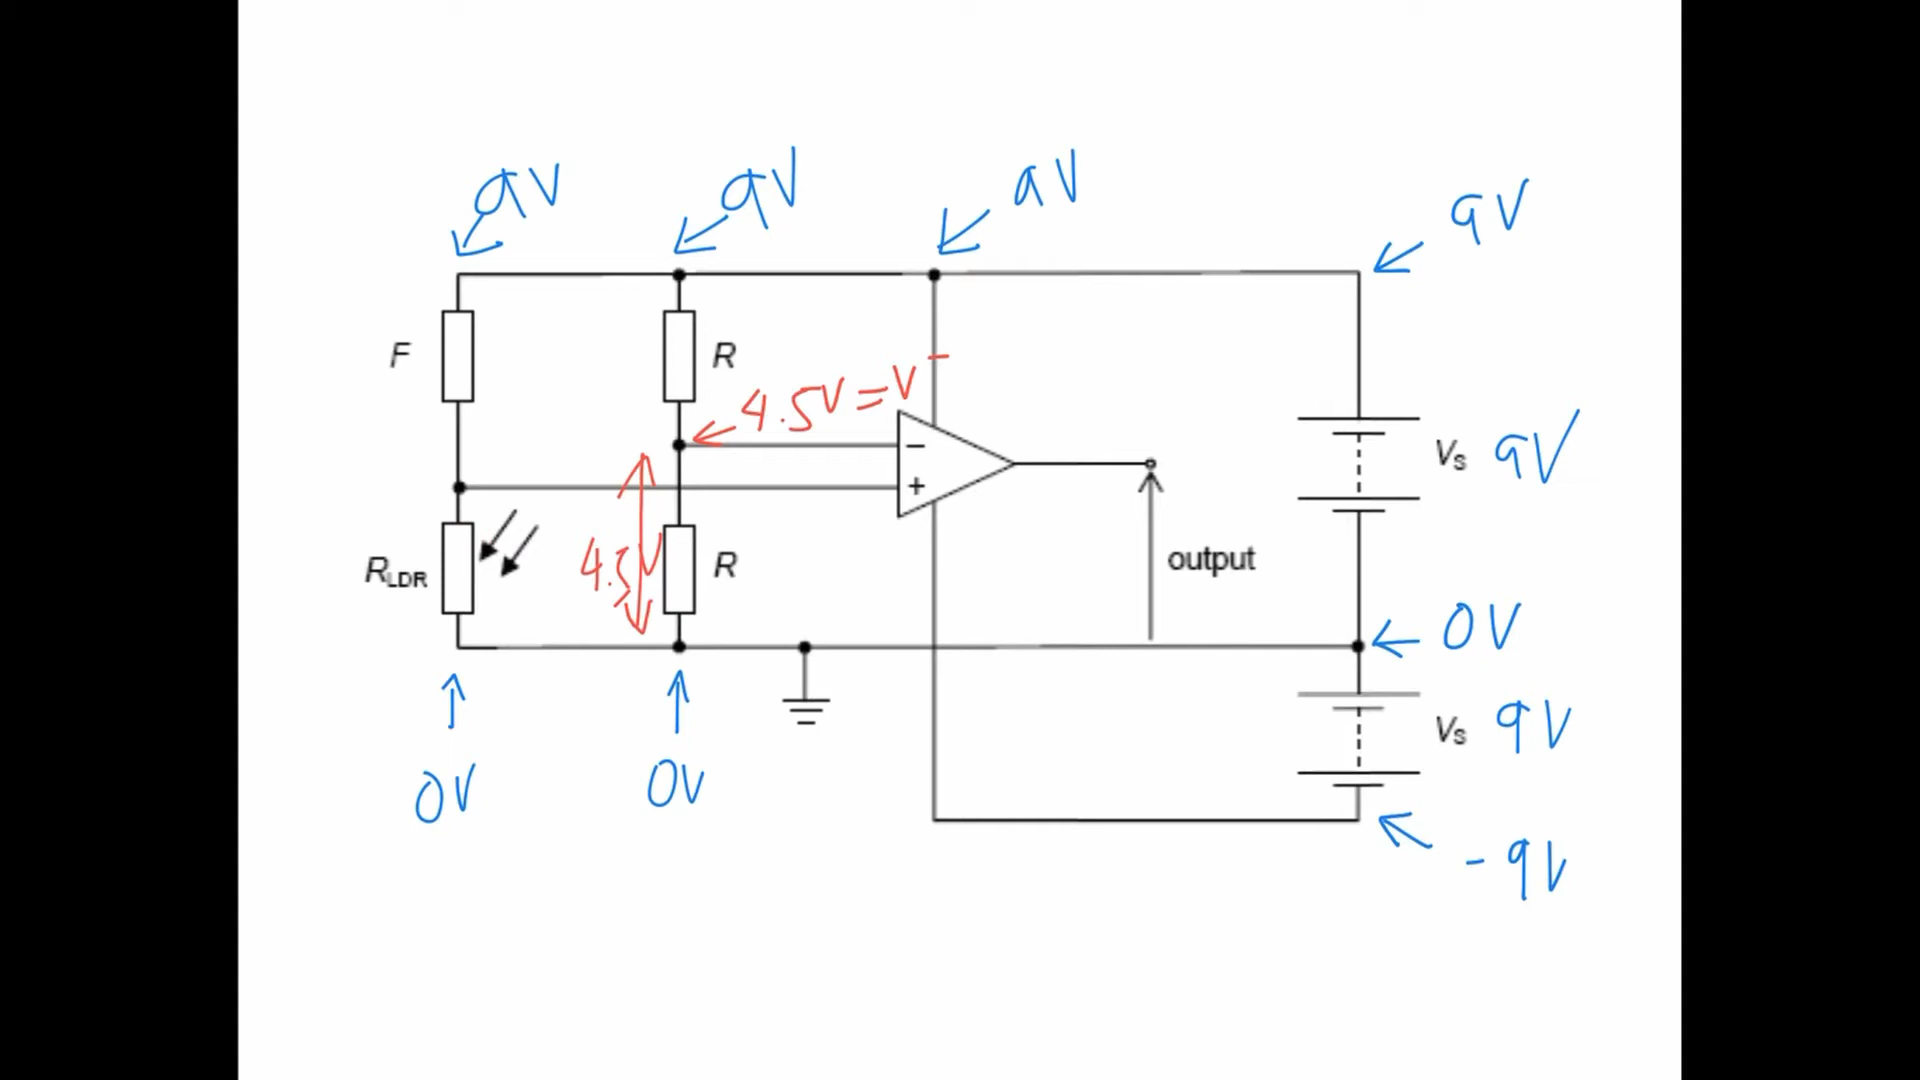 9V
9V
9V
9V
F
R
4.5V = V⁻
−
+
Vs 9V
RLDR
4.5V
R
output
0V
Vs 9V
0V
0V
-9V